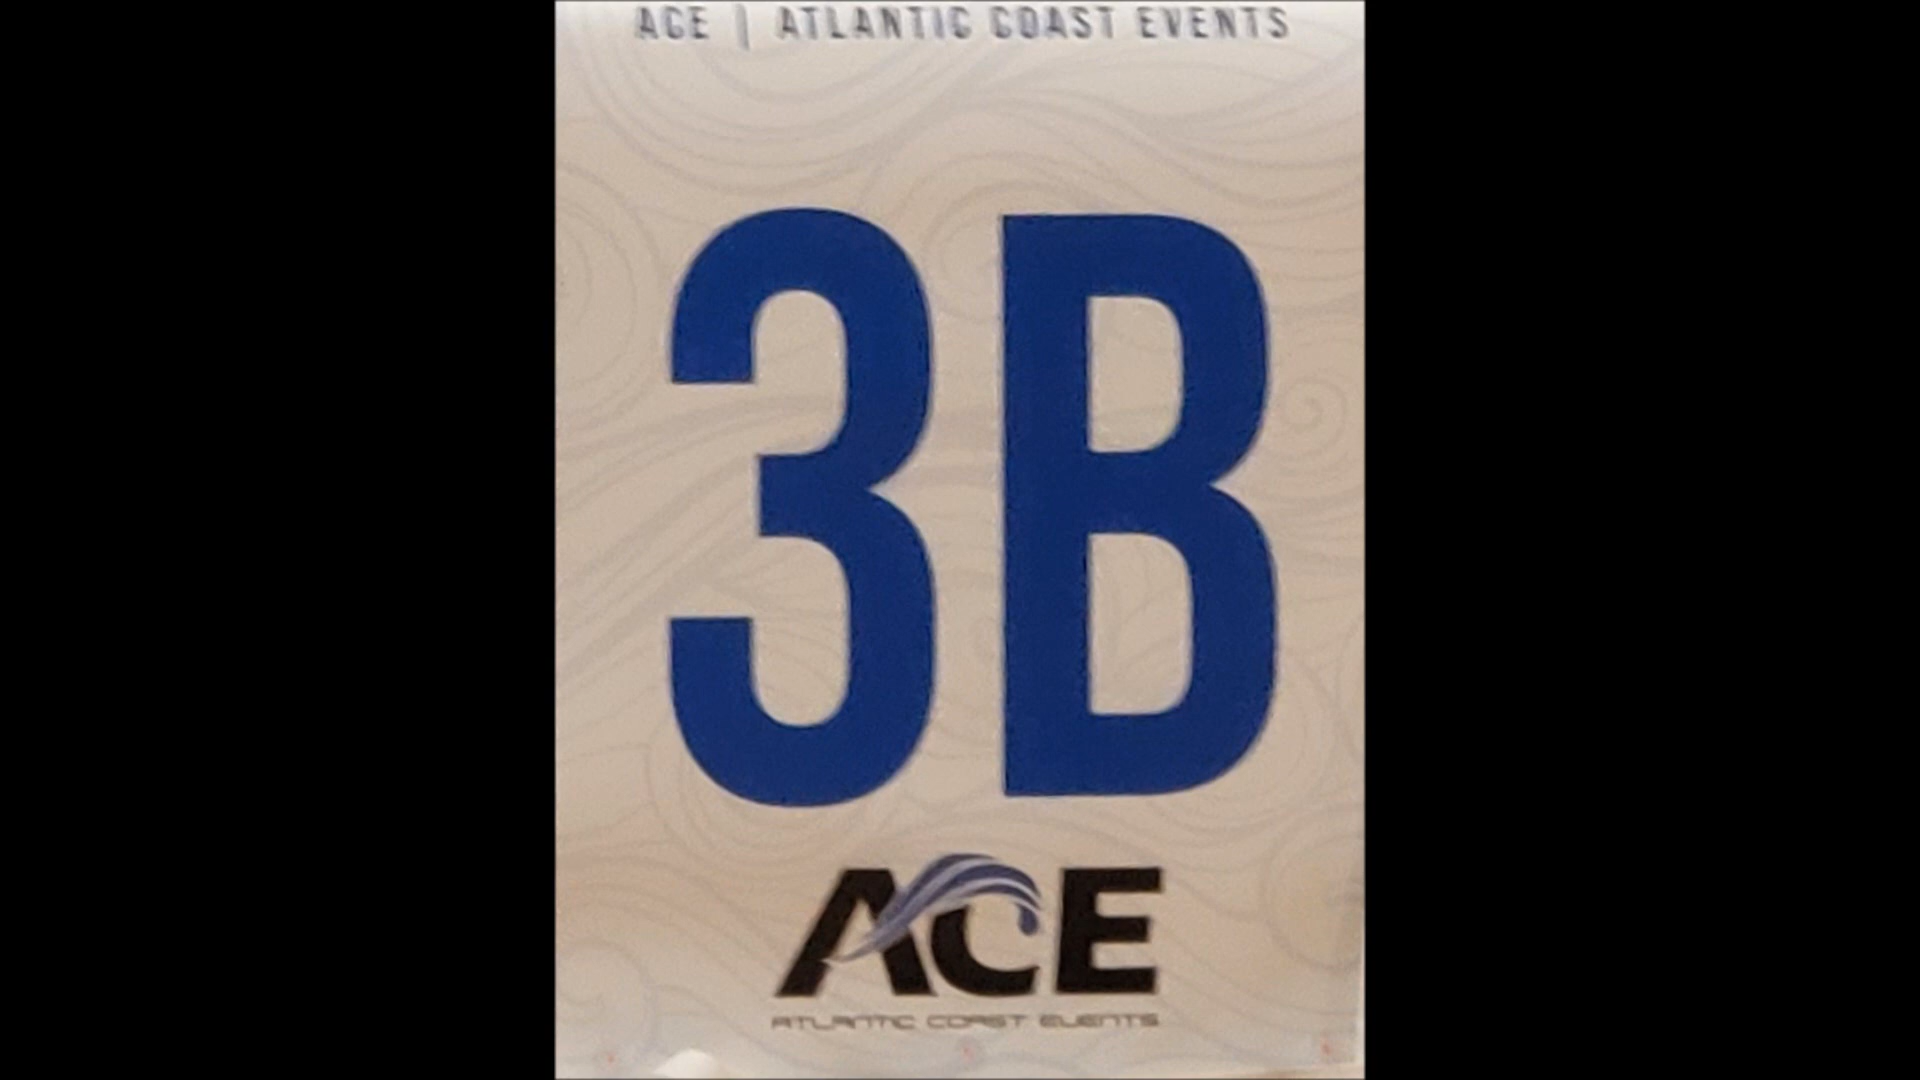 ACE | ATLANTIC COAST EVENTS
3B
ACE
ATLANTIC COAST EVENTS